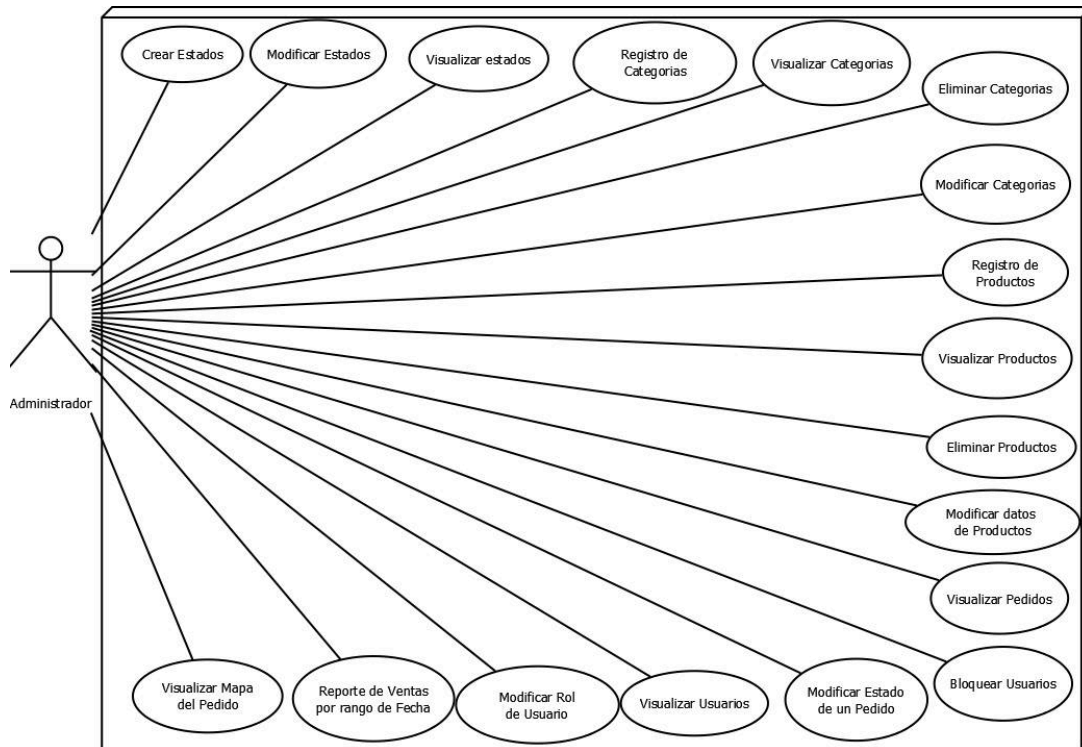 Crear Estados
Modificar Estados
Visualizar estados
Registro de
Categorias
Visualizar Categorias
Eliminar Categorias
Modificar Categorias
Registro de
Productos
Visualizar Productos
Administrador
Eliminar Productos
Modificar datos
de Productos
Visualizar Pedidos
Bloquear Usuarios
Visualizar Mapa
del Pedido
Reporte de Ventas
por rango de Fecha
Modificar Rol
de Usuario
Visualizar Usuarios
Modificar Estado
de un Pedido